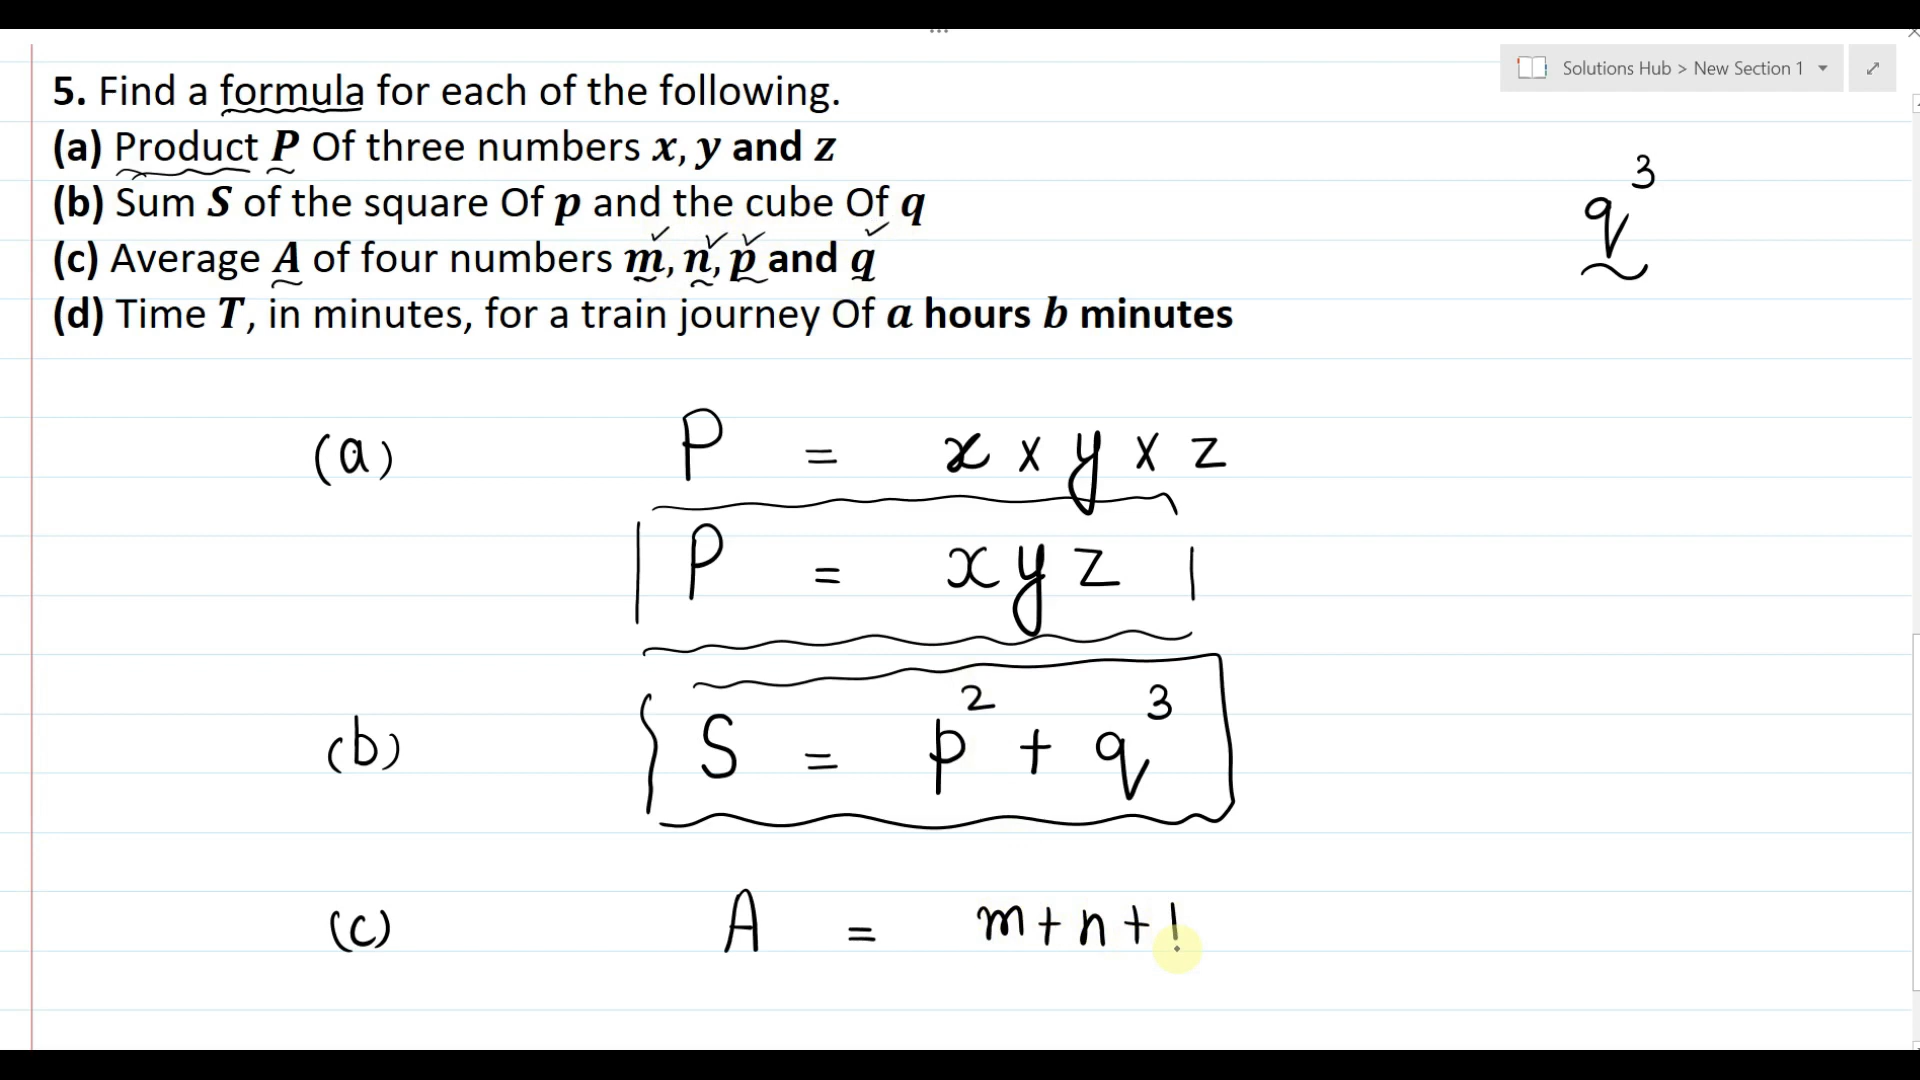 Solutions Hub > New Section 1
5. Find a formula for each of the following.
(a) Product P Of three numbers x, y and z
(b) Sum S of the square Of p and the cube Of q
(c) Average A of four numbers m, n, p and q
(d) Time T, in minutes, for a train journey Of a hours b minutes
q³
(a) P = x × y × z
P = xyz
(b) S = p² + q³
(c) A = m + n +